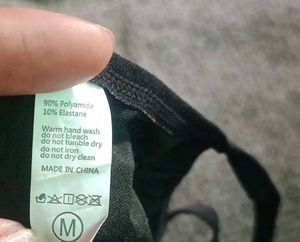 90% Polyamide
10% Elastane
Warm hand wash
do not bleach
do not tumble dry
do not iron
do not dry clean
MADE IN CHINA
M